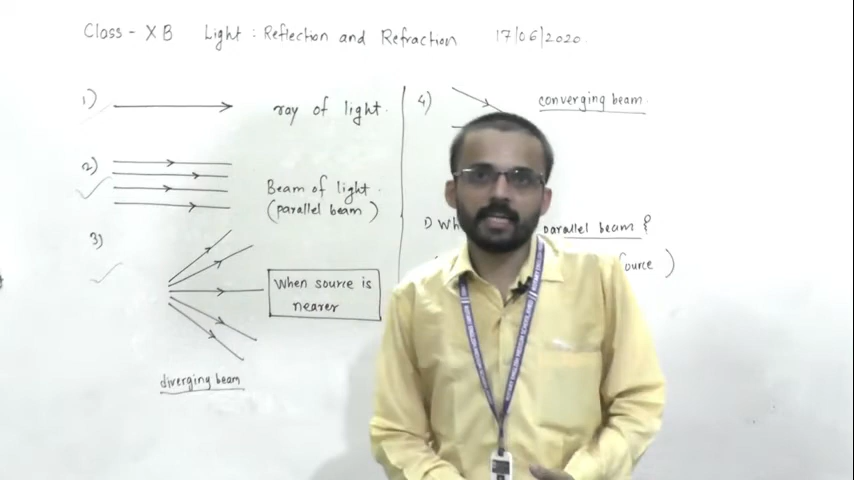 Class - X B Light : Reflection and Refraction 17/06/2020.
1) ray of light.
2) Beam of light.
(parallel beam)
3) When source is
nearer
diverging beam
4) converging beam.
1) parallel beam ?
)